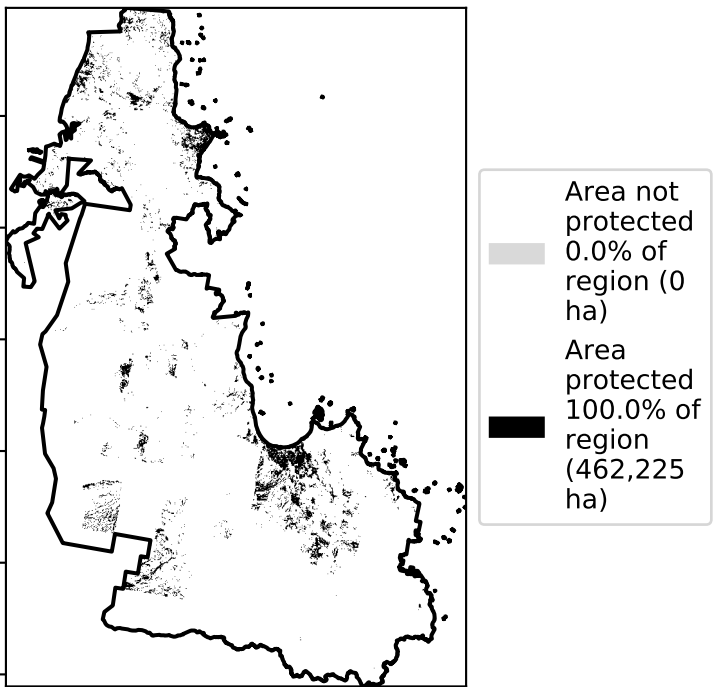 Area not
protected
0.0% of
region (0
ha)
Area
protected
100.0% of
region
(462,225
ha)